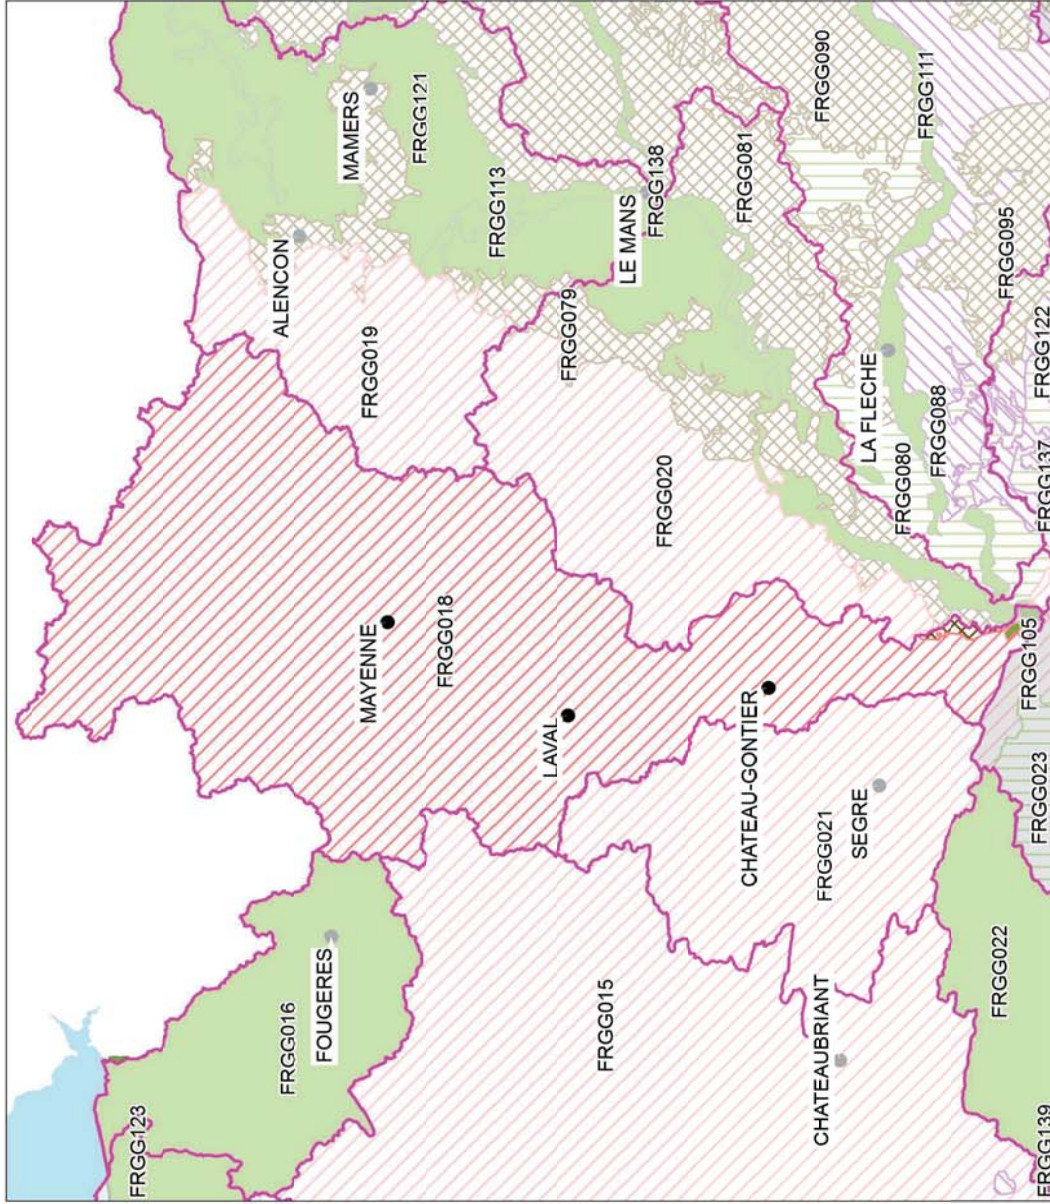 FRGG123
ALENCON
FRGG016
FOUGERES
MAMERS
MAYENNE
FRGG019
FRGG121
FRGG018
FRGG113
LAVAL
FRGG079
FRGG015
LE MANS
FRGG138
FRGG020
FRGG081
CHATEAU-GONTIER
CHATEAUBRIANT
FRGG021
FRGG090
SEGRE
LA FLECHE
FRGG080
FRGG111
FRGG088
FRGG022
FRGG095
FRGG105
FRGG139
FRGG023
FRGG137
FRGG122